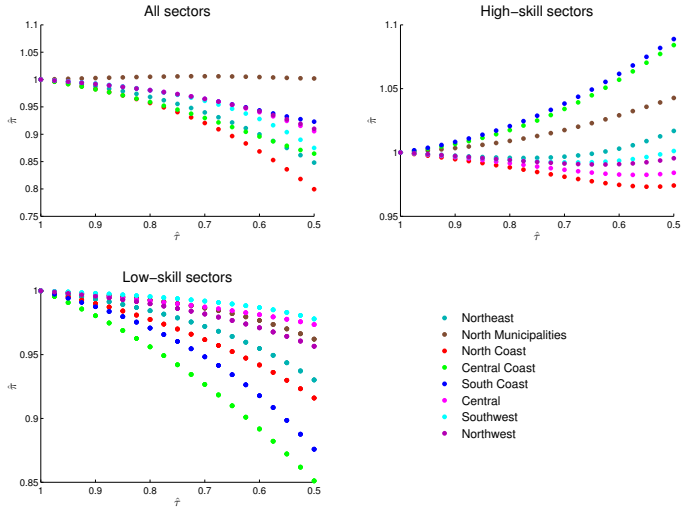 All sectors
1.1
1.05
1
0.95
0.9
0.85
0.8
0.75
π̂
1
0.9
0.8
0.7
0.6
0.5
τ̂
High−skill sectors
1.1
1.05
1
0.95
π̂
1
0.9
0.8
0.7
0.6
0.5
τ̂
Low−skill sectors
1
0.95
0.9
0.85
π̂
1
0.9
0.8
0.7
0.6
0.5
τ̂
Northeast
North Municipalities
North Coast
Central Coast
South Coast
Central
Southwest
Northwest